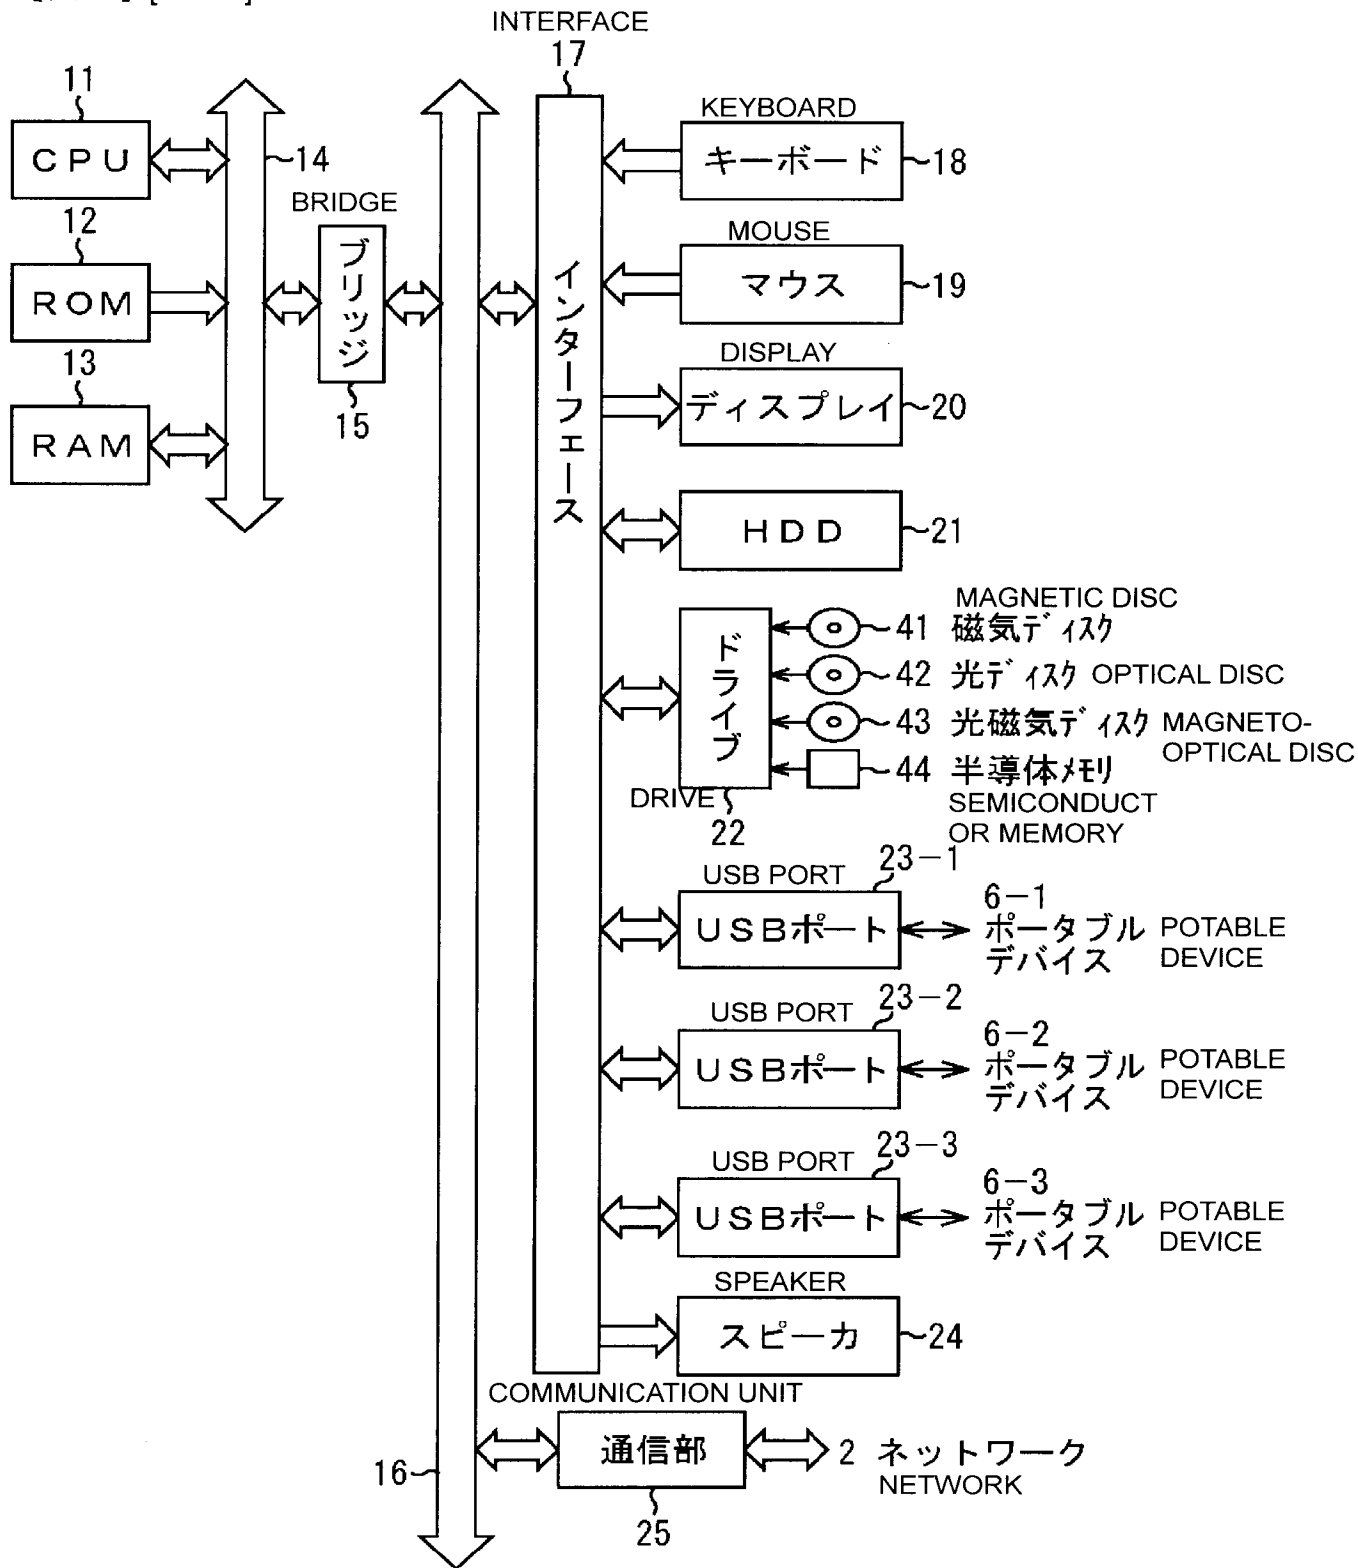 INTERFACE
17
11
CPU
14
12
ROM
13
RAM
BRIDGE
ブリッジ
15
インターフェース
KEYBOARD
キーボード
18
MOUSE
マウス
19
DISPLAY
ディスプレイ
20
HDD
21
ドライブ
DRIVE
22
MAGNETIC DISC
41 磁気ディスク
42 光ディスク OPTICAL DISC
43 光磁気ディスク MAGNETO-
OPTICAL DISC
44 半導体メモリ
SEMICONDUCT
OR MEMORY
USB PORT
23-1
USBポート
6-1
ポータブル
デバイス
POTABLE
DEVICE
USB PORT
23-2
USBポート
6-2
ポータブル
デバイス
POTABLE
DEVICE
USB PORT
23-3
USBポート
6-3
ポータブル
デバイス
POTABLE
DEVICE
SPEAKER
スピーカ
24
COMMUNICATION UNIT
16
通信部
25
2 ネットワーク
NETWORK